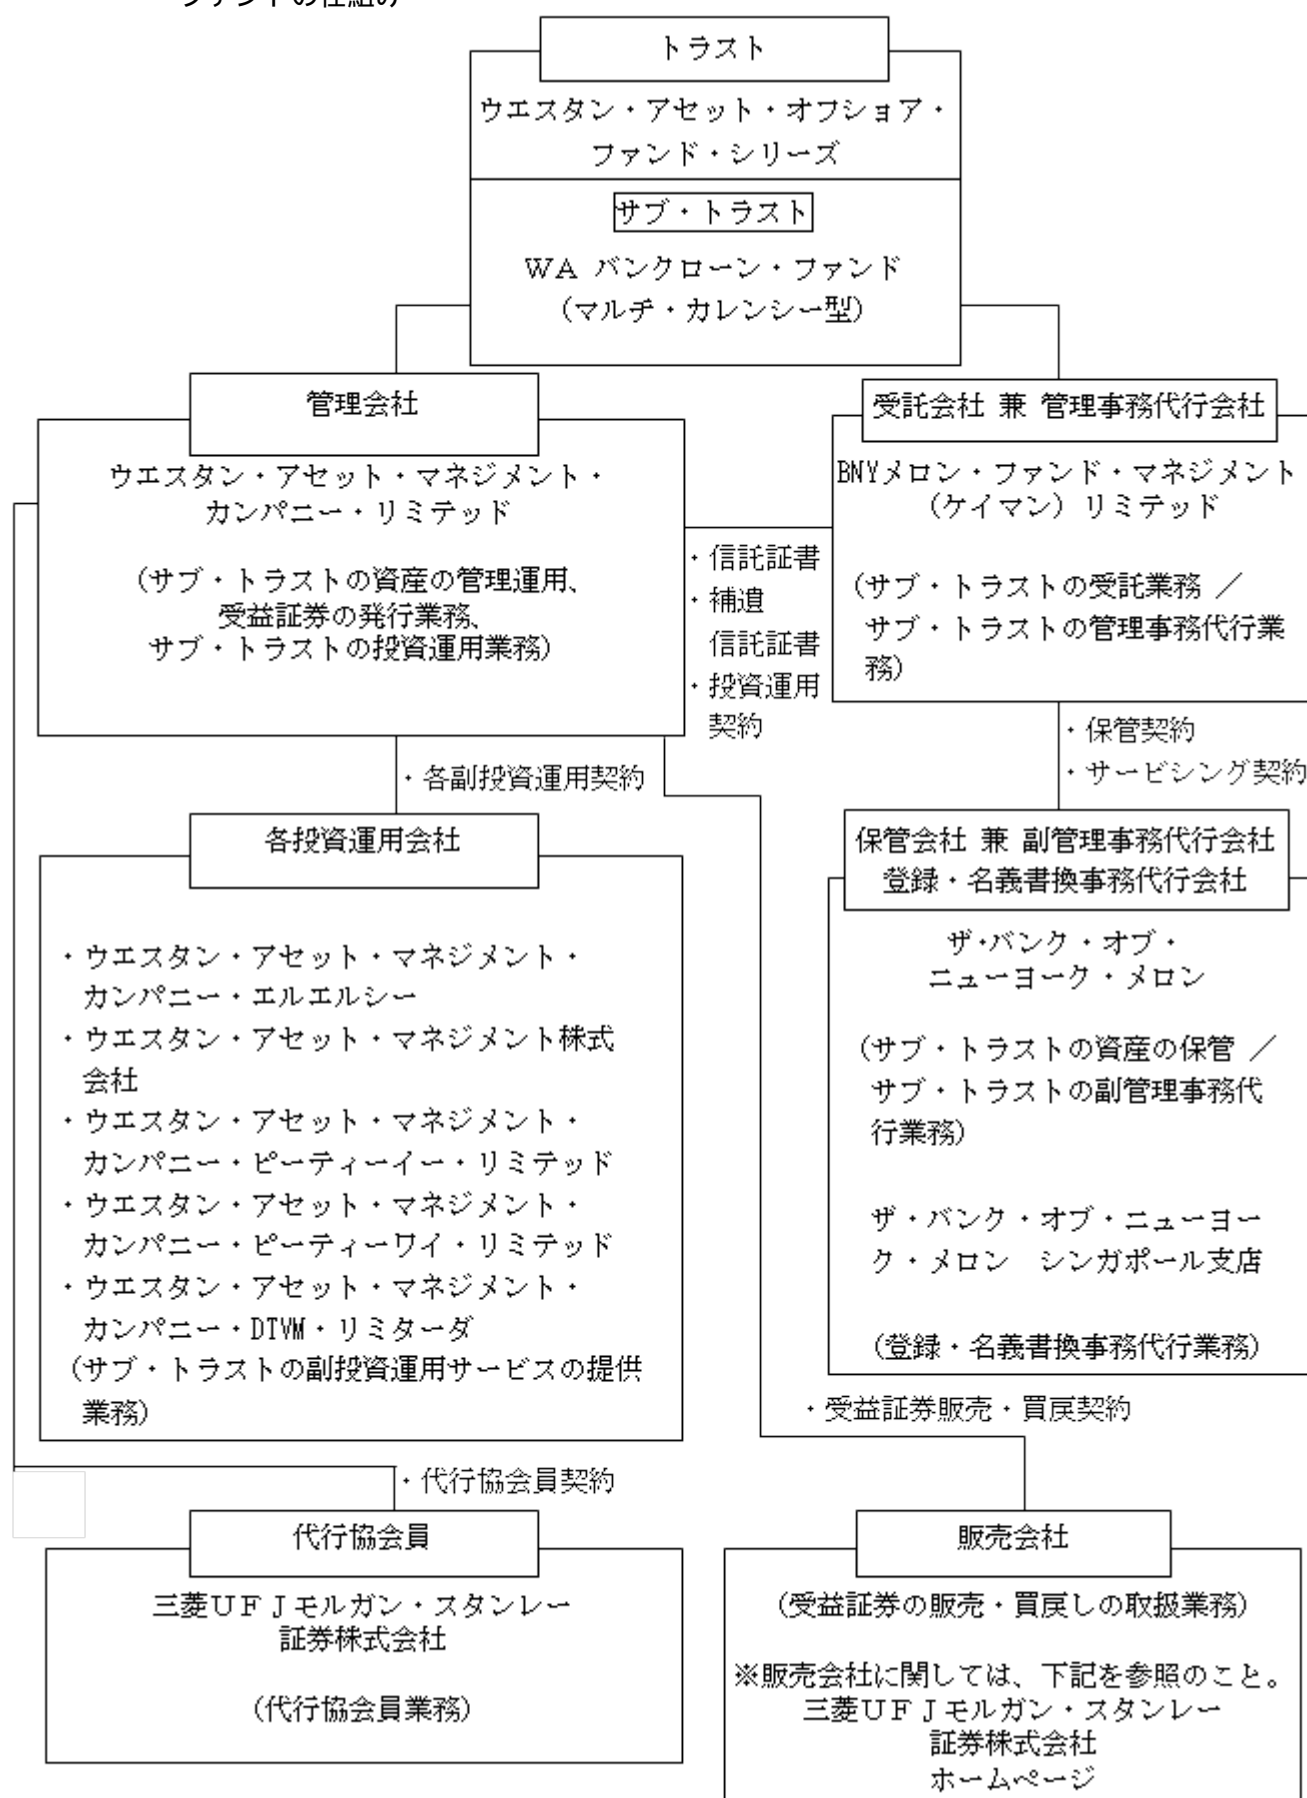 ファンドの仕組み
トラスト
ウエスタン・アセット・オフショア・
ファンド・シリーズ
サブ・トラスト
ＷＡ バンクローン・ファンド
（マルチ・カレンシー型）
管理会社
ウエスタン・アセット・マネジメント・
カンパニー・リミテッド
（サブ・トラストの資産の管理運用、
受益証券の発行業務、
サブ・トラストの投資運用業務）
受託会社 兼 管理事務代行会社
BNYメロン・ファンド・マネジメント
（ケイマン）リミテッド
（サブ・トラストの受託業務 ／
サブ・トラストの管理事務代行業
務）
・信託証書
・補遺
信託証書
・投資運用
契約
・各副投資運用契約
・保管契約
・サービシング契約
各投資運用会社
・ウエスタン・アセット・マネジメント・
カンパニー・エルエルシー
・ウエスタン・アセット・マネジメント株式
会社
・ウエスタン・アセット・マネジメント・
カンパニー・ピーティーイー・リミテッド
・ウエスタン・アセット・マネジメント・
カンパニー・ピーティーワイ・リミテッド
・ウエスタン・アセット・マネジメント・
カンパニー・DTVM・リミターダ
（サブ・トラストの副投資運用サービスの提供
業務）
保管会社 兼 副管理事務代行会社
登録・名義書換事務代行会社
ザ・バンク・オブ・
ニューヨーク・メロン
（サブ・トラストの資産の保管 ／
サブ・トラストの副管理事務代
行業務）
ザ・バンク・オブ・ニューヨー
ク・メロン　シンガポール支店
（登録・名義書換事務代行業務）
・受益証券販売・買戻契約
・代行協会員契約
代行協会員
三菱ＵＦＪモルガン・スタンレー
証券株式会社
（代行協会員業務）
販売会社
（受益証券の販売・買戻しの取扱業務）
※販売会社に関しては、下記を参照のこと。
三菱ＵＦＪモルガン・スタンレー
証券株式会社
ホームページ